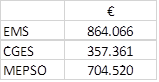 €
EMS 864.066
CGES 357.361
MEPSO 704.520